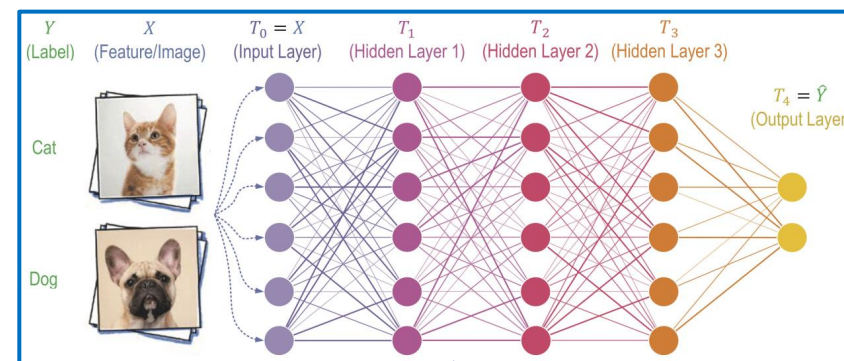 Y
(Label)
X
(Feature/Image)
T₀ = X
(Input Layer)
T₁
(Hidden Layer 1)
T₂
(Hidden Layer 2)
T₃
(Hidden Layer 3)
T₄ = Ŷ
(Output Layer
Cat
Dog